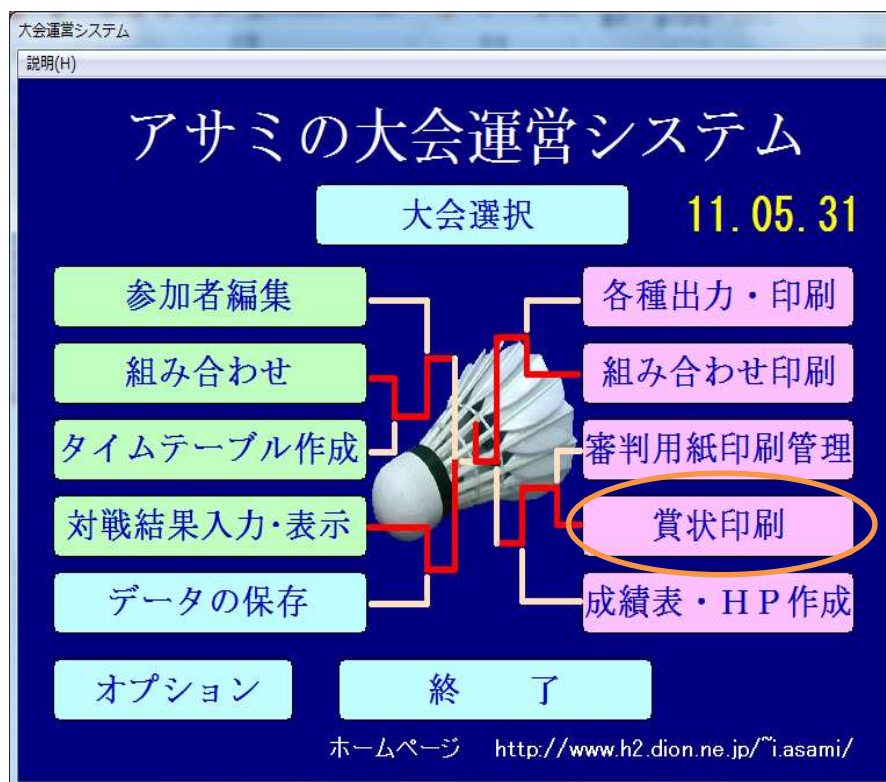 大会運営システム
説明(H)
アサミの大会運営システム
大会選択
11.05.31
参加者編集
各種出力・印刷
組み合わせ
組み合わせ印刷
タイムテーブル作成
審判用紙印刷管理
対戦結果入力・表示
賞状印刷
データの保存
成績表・ＨＰ作成
オプション
終　　了
ホームページ　http://www.h2.dion.ne.jp/~i.asami/